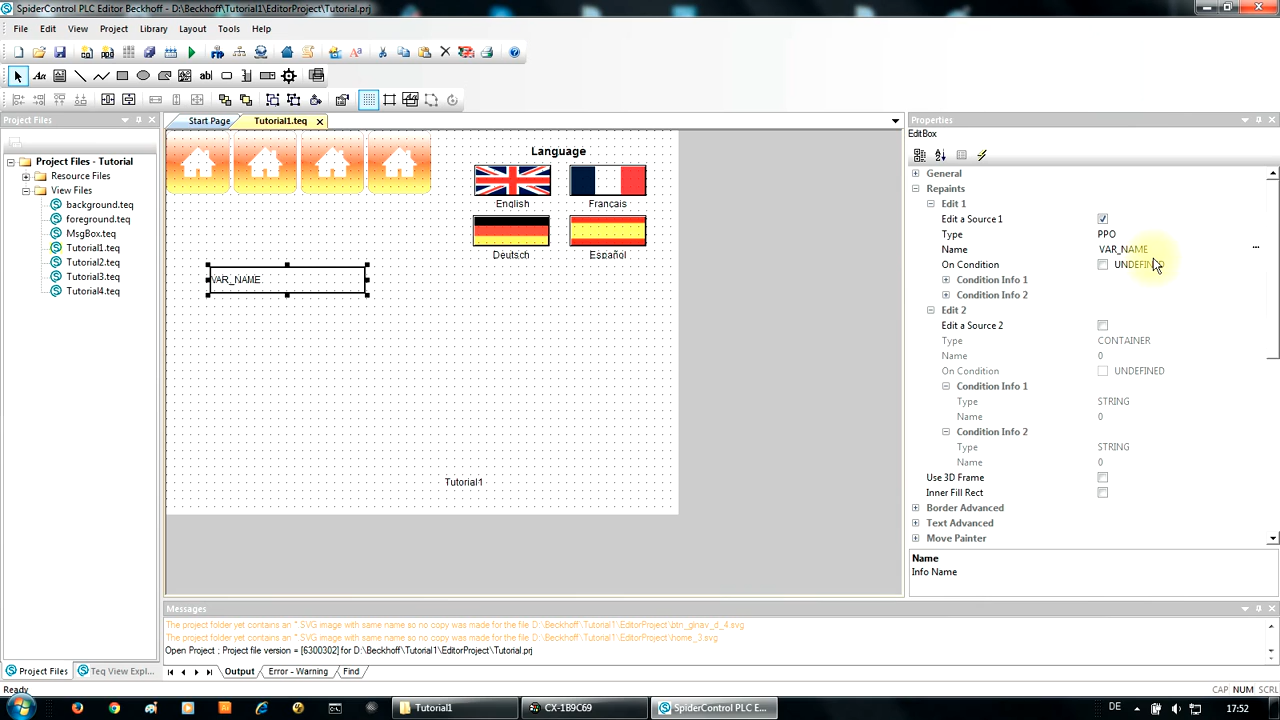 SpiderControl PLC Editor Beckhoff - D:\Beckhoff\Tutorial1\EditorProject\Tutorial.prj
File Edit View Project Library Layout Tools Help
Project Files
Start Page Tutorial1.teq
Project Files - Tutorial
Resource Files
View Files
background.teq
foreground.teq
MsgBox.teq
Tutorial1.teq
Tutorial2.teq
Tutorial3.teq
Tutorial4.teq
Project Files Teq View Expl...
Language
English Français
Deutsch Español
VAR_NAME
Tutorial1
Properties
EditBox
General
Repaints
Edit 1
Edit a Source 1
Type PPO
Name VAR_NAME ...
On Condition UNDEFINED
Condition Info 1
Condition Info 2
Edit 2
Edit a Source 2
Type CONTAINER
Name 0
On Condition UNDEFINED
Condition Info 1
Type STRING
Name 0
Condition Info 2
Type STRING
Name 0
Use 3D Frame
Inner Fill Rect
Border Advanced
Text Advanced
Move Painter
Name
Info Name
Messages
The project folder yet contains an *.SVG image with same name so no copy was made for the file D:\Beckhoff\Tutorial1\EditorProject\btn_glnav_d_4.svg
The project folder yet contains an *.SVG image with same name so no copy was made for the file D:\Beckhoff\Tutorial1\EditorProject\home_3.svg
Open Project ; Project file version = [6300302] for D:\Beckhoff\Tutorial1\EditorProject\Tutorial.prj
Output Error - Warning Find
Ready CAP NUM SCRL
Tutorial1 CX-1B9C69 SpiderControl PLC E... DE 17:52